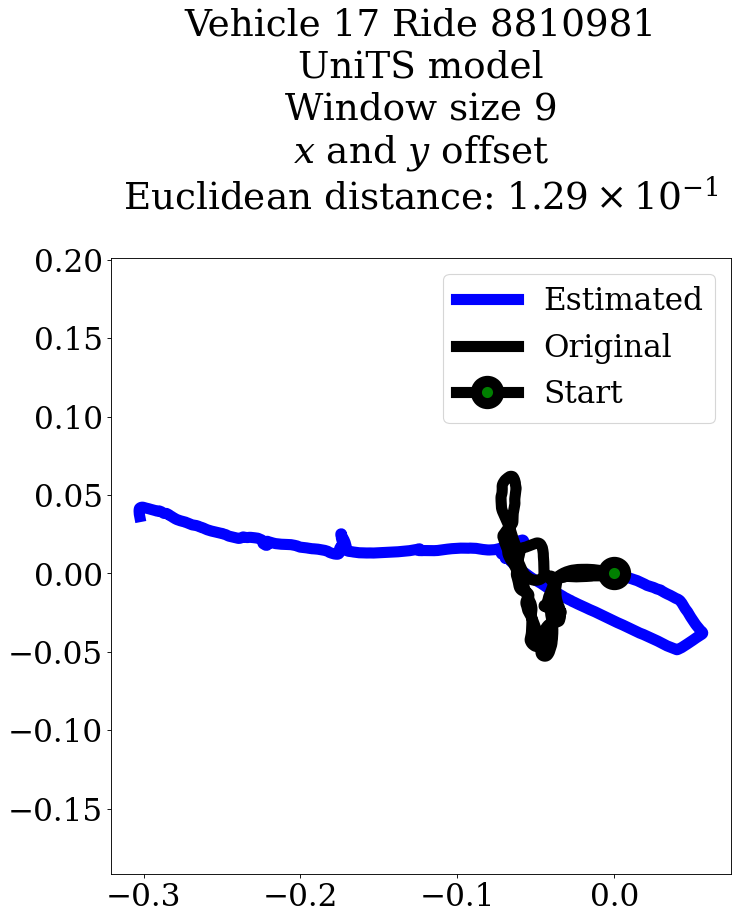 Vehicle 17 Ride 8810981
UniTS model
Window size 9
x and y offset
Euclidean distance: 1.29 × 10⁻¹
Estimated
Original
Start
0.20
0.15
0.10
0.05
0.00
−0.05
−0.10
−0.15
−0.3
−0.2
−0.1
0.0